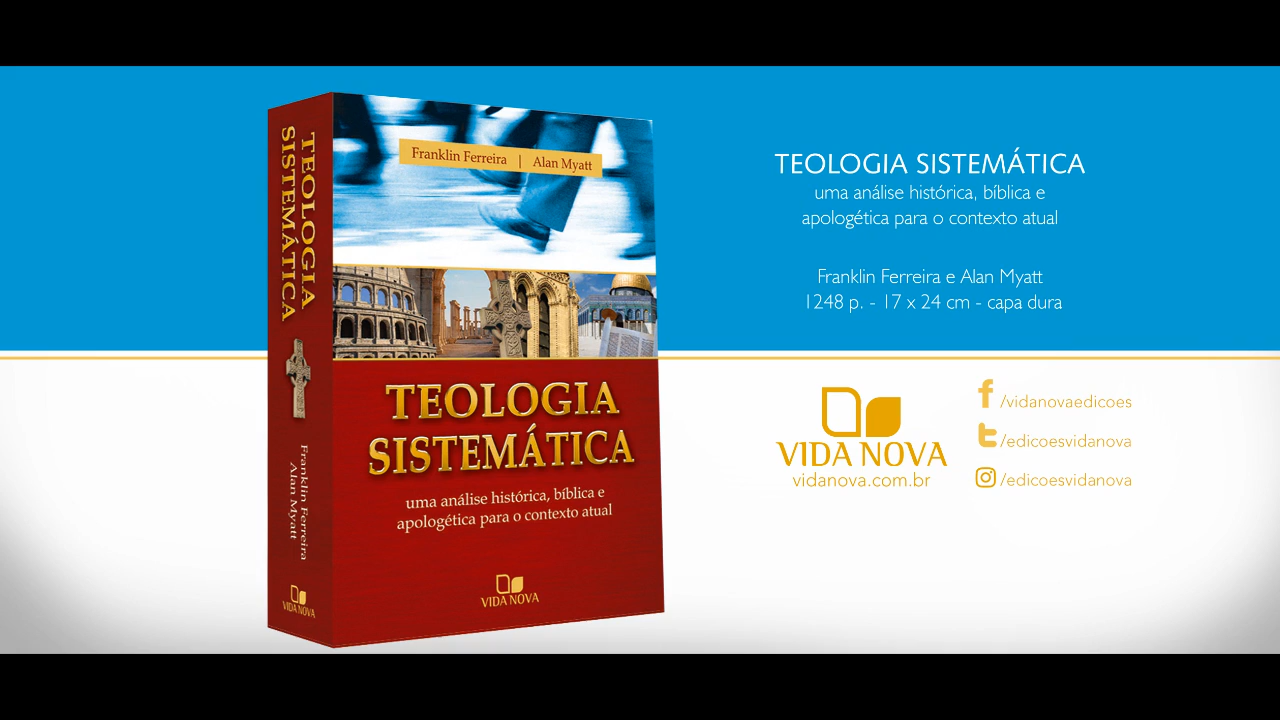 TEOLOGIA
SISTEMÁTICA
Franklin Ferreira
Alan Myatt
VIDA NOVA
Franklin Ferreira | Alan Myatt
TEOLOGIA
SISTEMÁTICA
uma análise histórica, bíblica e
apologética para o contexto atual
VIDA NOVA
TEOLOGIA SISTEMÁTICA
uma análise histórica, bíblica e
apologética para o contexto atual
Franklin Ferreira e Alan Myatt
1248 p. - 17 x 24 cm - capa dura
VIDA NOVA
vidanova.com.br
/vidanovaedicoes
/edicoesvidanova
/edicoesvidanova